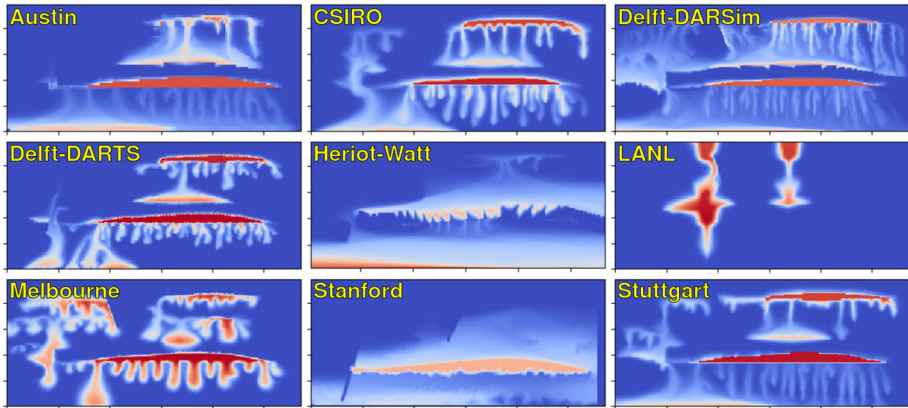 Austin
CSIRO
Delft-DARSim
Delft-DARTS
Heriot-Watt
LANL
Melbourne
Stanford
Stuttgart